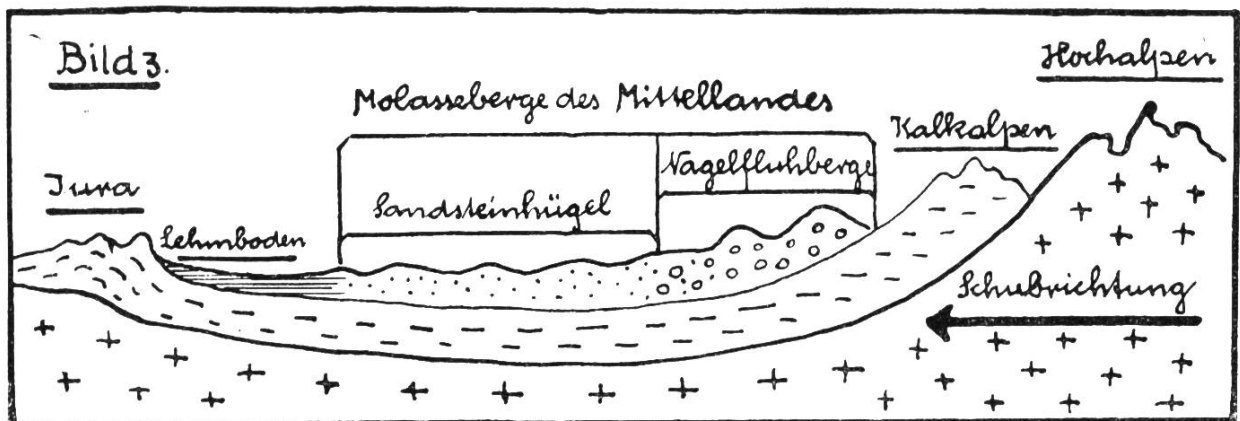 Bild 3.
Hochalpen
Molasseberge des Mittellandes
Kalkalpen
Nagelfluhberge
Jura
Sandsteinhügel
Lehmboden
Schubrichtung